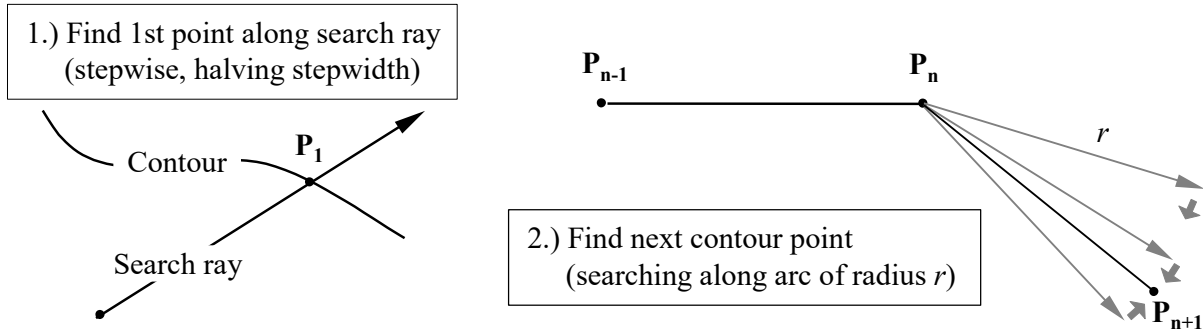 1.) Find 1st point along search ray
(stepwise, halving stepwidth)
P1
Contour
Search ray
Pn-1
Pn
r
2.) Find next contour point
(searching along arc of radius r)
Pn+1